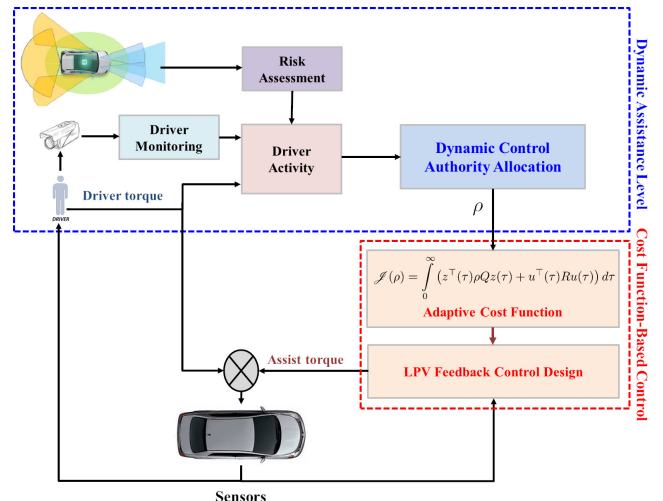 Risk
Assessment
Driver
Monitoring
Driver
Activity
Dynamic Control
Authority Allocation
Dynamic Assistance Level
Driver torque
DRIVER
ρ
𝒥(ρ) = ∫₀^∞ (z^⊤(τ)ρQz(τ) + u^⊤(τ)Ru(τ)) dτ
Adaptive Cost Function
Cost Function-Based Control
Assist torque
LPV Feedback Control Design
Sensors